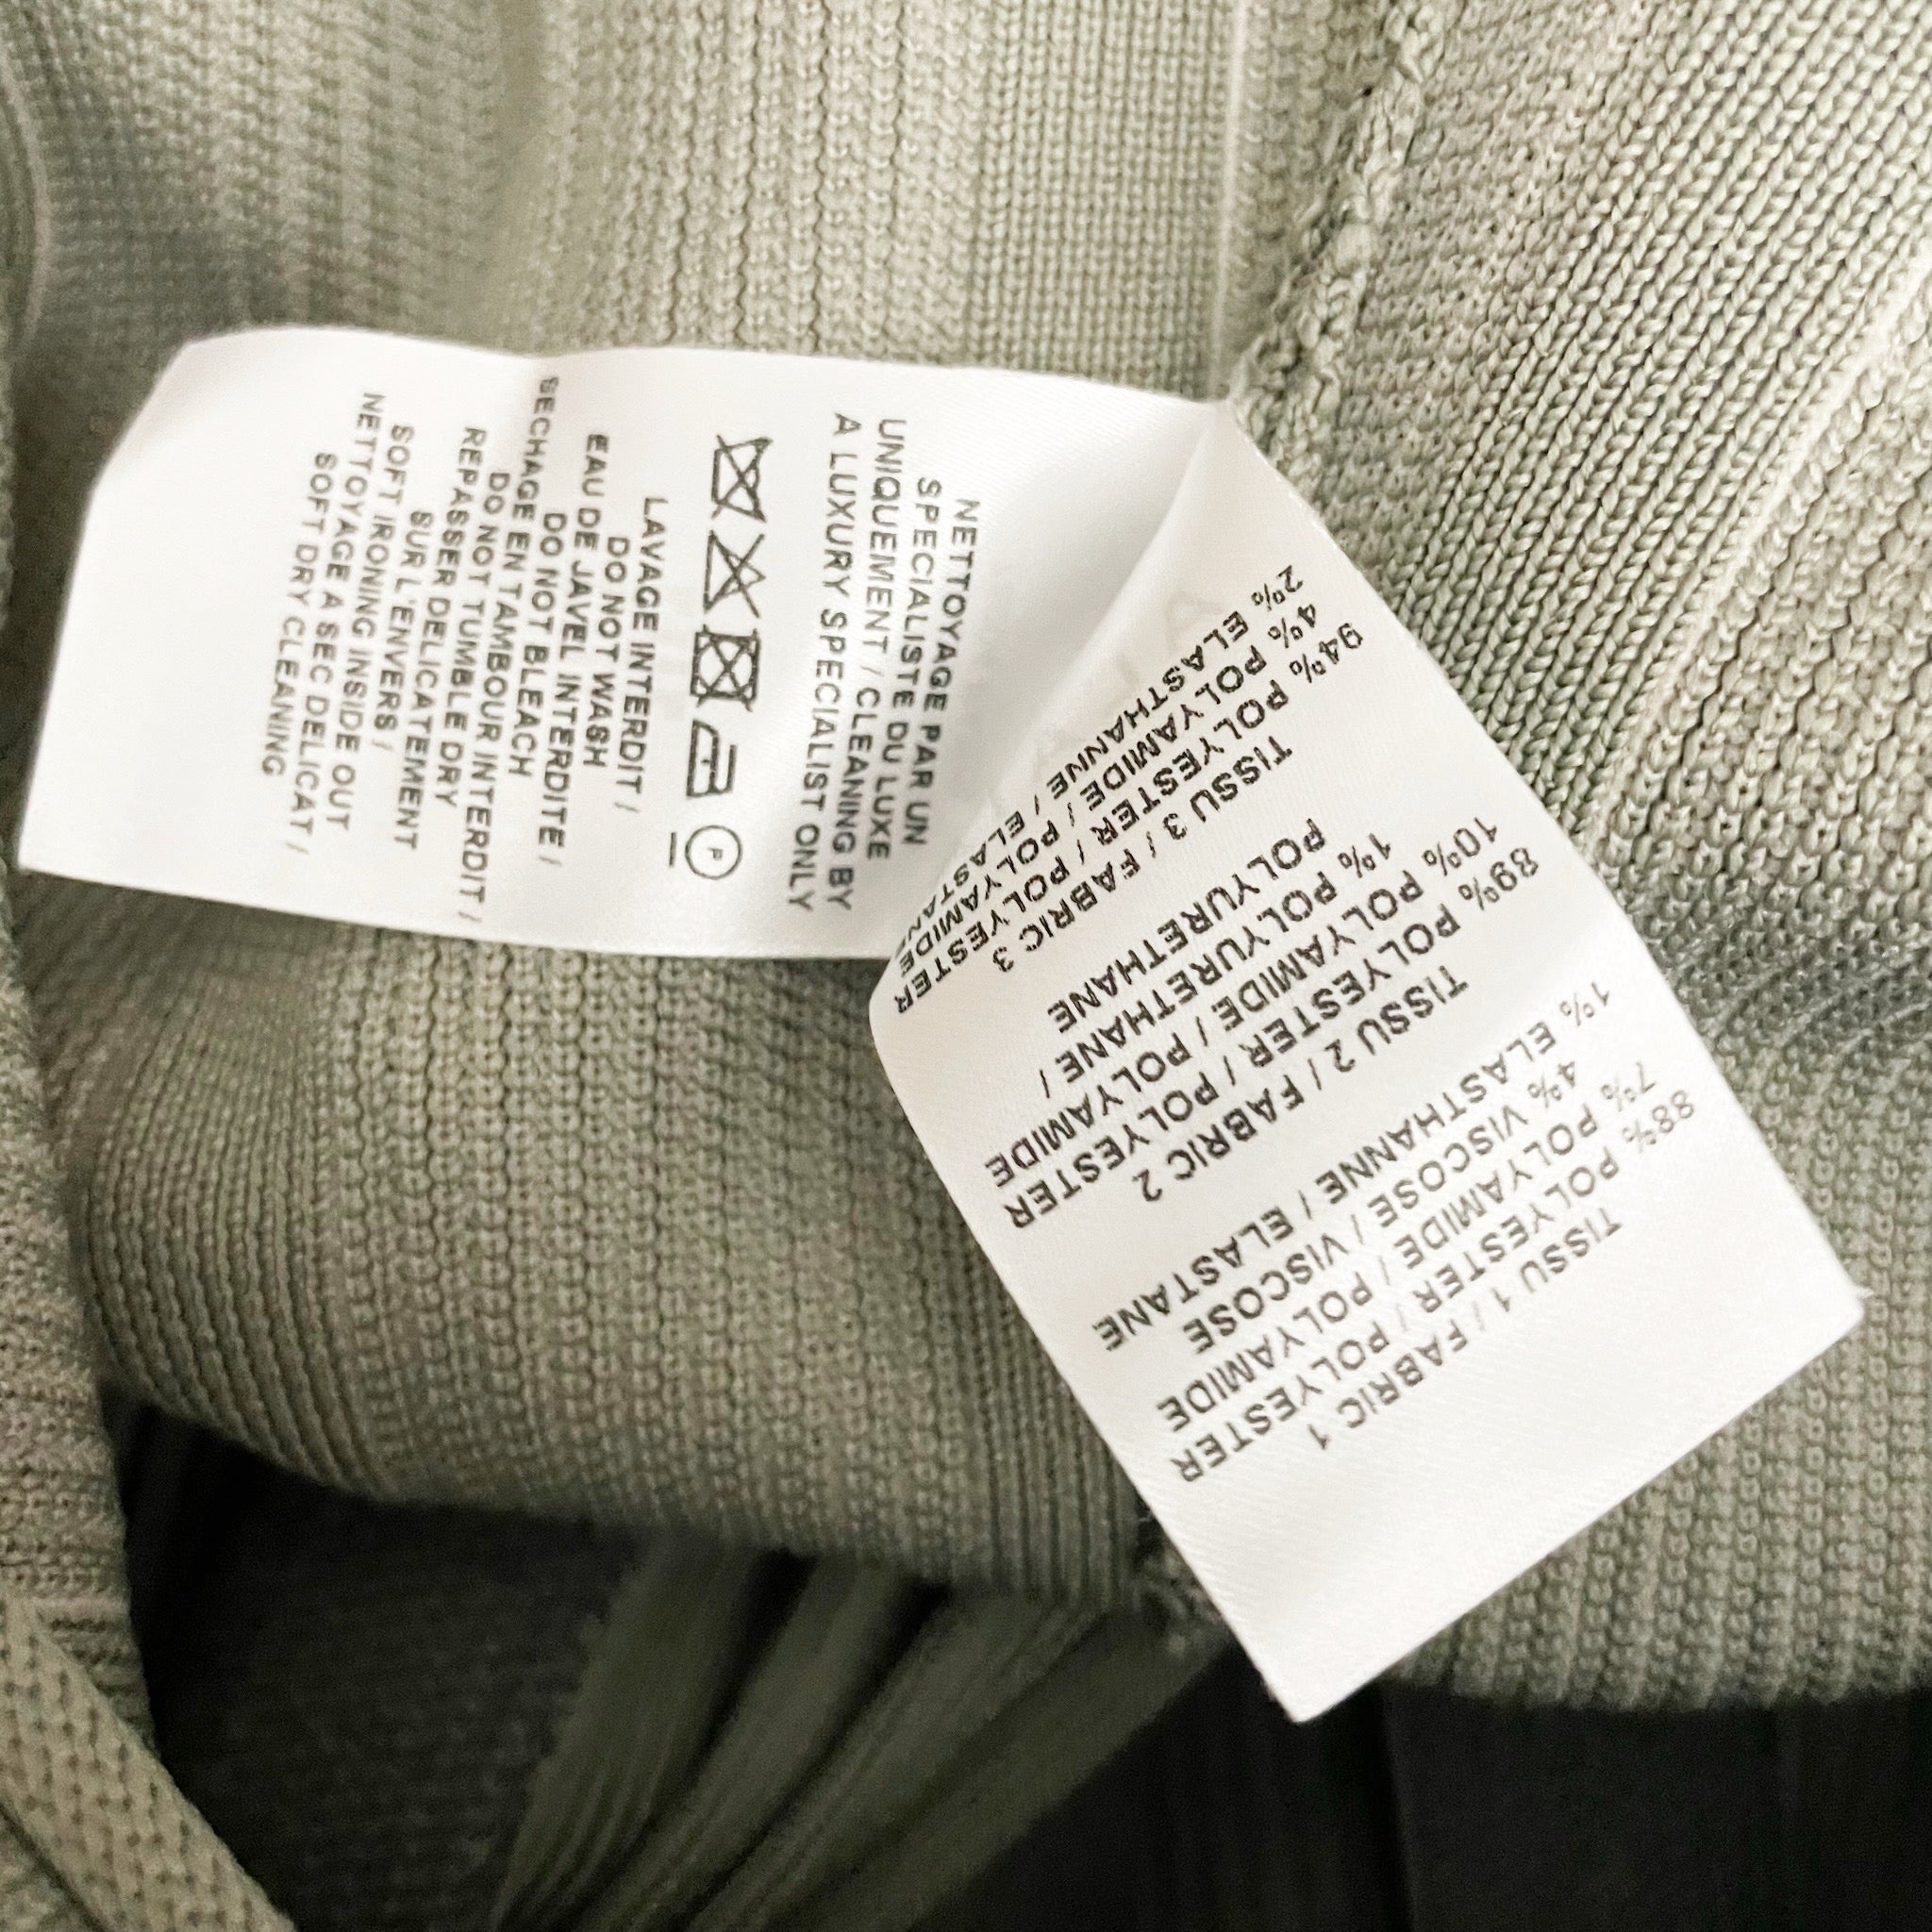 NETTOYAGE PAR UN
SPECIALISTE DU LUXE
UNIQUEMENT / CLEANING BY
A LUXURY SPECIALIST ONLY
P
LAVAGE INTERDIT /
DO NOT WASH
EAU DE JAVEL INTERDITE /
DO NOT BLEACH
SECHAGE EN TAMBOUR INTERDIT /
DO NOT TUMBLE DRY
REPASSER DELICATEMENT
SUR L'ENVERS /
SOFT IRONING INSIDE OUT
NETTOYAGE A SEC DELICAT /
SOFT DRY CLEANING
TISSU 1 / FABRIC 1
88% POLYESTER / POLYESTER
7% POLYAMIDE / POLYAMIDE
4% VISCOSE / VISCOSE
1% ELASTHANNE / ELASTANE
TISSU 2 / FABRIC 2
89% POLYESTER / POLYESTER
10% POLYAMIDE / POLYAMIDE
1% POLYURETHANE /
POLYURETHANE
TISSU 3 / FABRIC 3
94% POLYESTER / POLYESTER
4% POLYAMIDE / POLYAMIDE
2% ELASTHANNE / ELASTANE